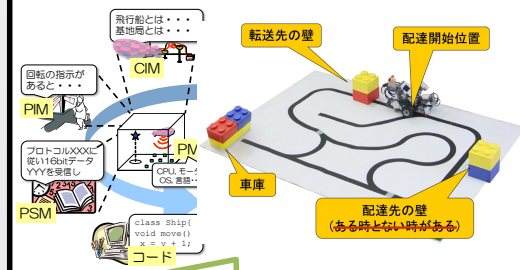 飛行船とは・・・
基地局とは・・・
CIM
回転の指示が
あると・・・
PIM
プロトコルXXXに
従い16bitデータ
YYYを受信し
PSM
CPU, モー
OS, 言語・・
class Ship{
void move()
x = y + 1;
コード
転送先の壁
配達開始位置
車庫
配達先の壁
(ある時とない時がある)